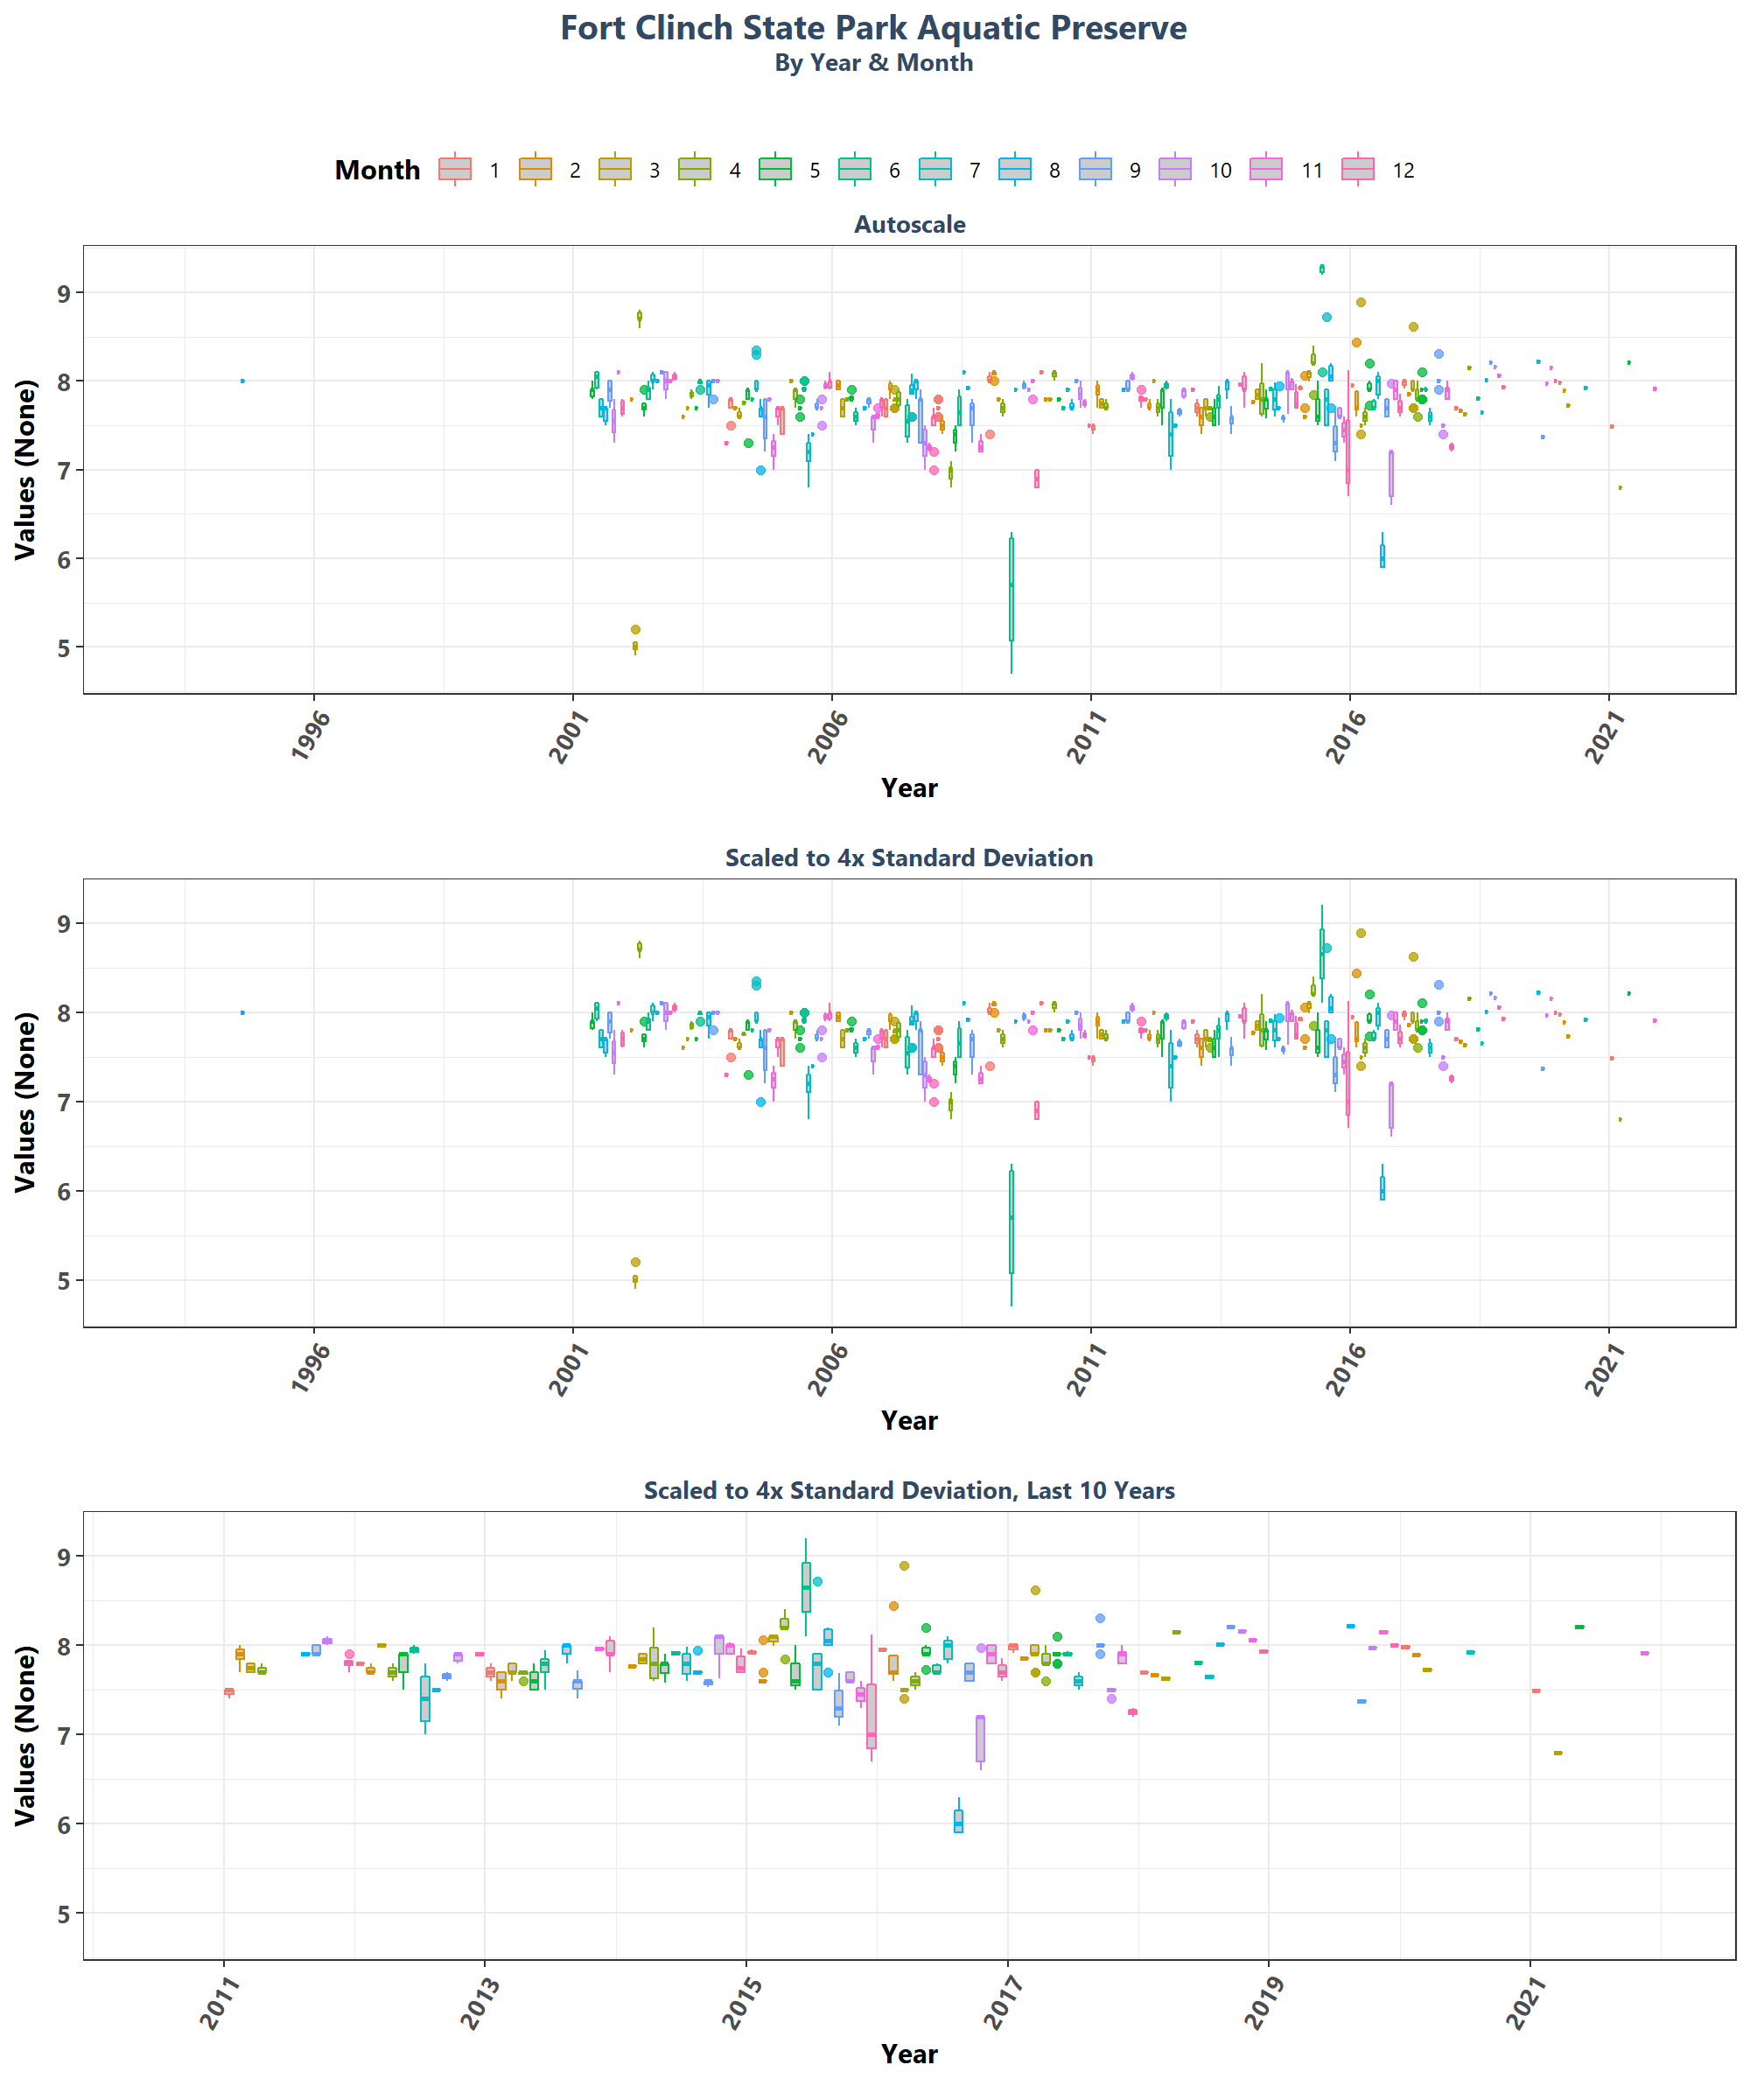 Fort Clinch State Park Aquatic Preserve
By Year & Month
Month 1 2 3 4 5 6 7 8 9 10 11 12
Autoscale
Values (None)
9
8
7
6
5
1996 2001 2006 2011 2016 2021
Year
Scaled to 4x Standard Deviation
Values (None)
9
8
7
6
5
1996 2001 2006 2011 2016 2021
Year
Scaled to 4x Standard Deviation, Last 10 Years
Values (None)
9
8
7
6
5
2011 2013 2015 2017 2019 2021
Year